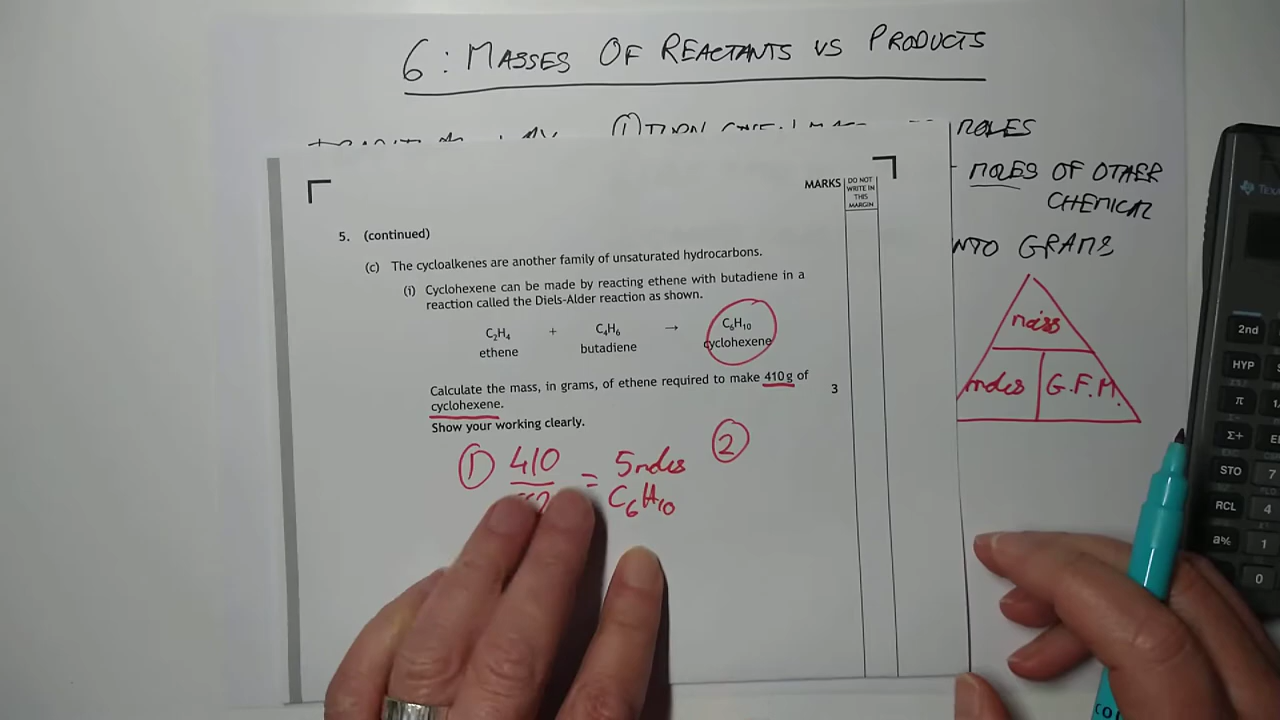 6: MASSES OF REACTANTS VS PRODUCTS
MOLES
MOLES OF OTHER
CHEMICAL
INTO GRAMS
mass
moles G.F.M.
MARKS
DO NOT
WRITE IN
THIS
MARGIN
5. (continued)
(c) The cycloalkenes are another family of unsaturated hydrocarbons.
(i) Cyclohexene can be made by reacting ethene with butadiene in a
reaction called the Diels-Alder reaction as shown.
C₂H₄ + C₄H₆ → C₆H₁₀
ethene butadiene cyclohexene
Calculate the mass, in grams, of ethene required to make 410 g of
cyclohexene.
3
Show your working clearly.
① 410 = 5 moles ②
C₆H₁₀
2nd
HYP
π
Σ+
STO 7
RCL 4
a% 1
0